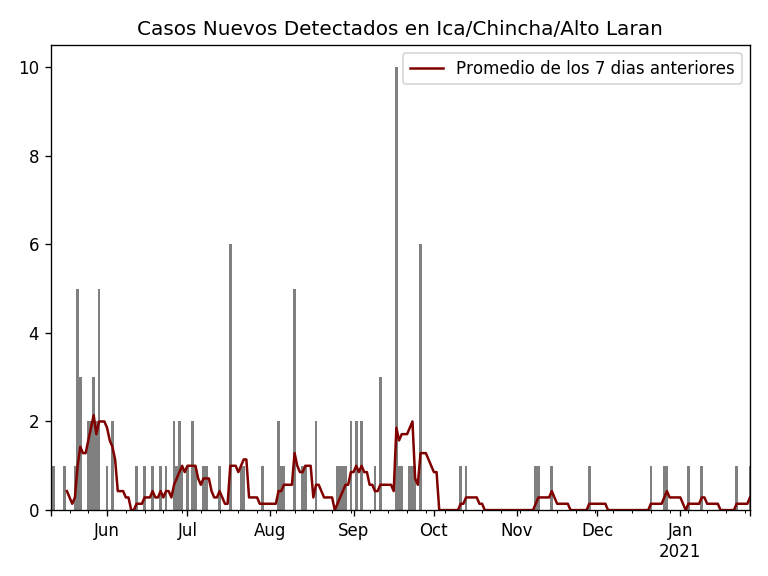 Casos Nuevos Detectados en Ica/Chincha/Alto Laran
Promedio de los 7 dias anteriores
10
8
6
4
2
0
Jun Jul Aug Sep Oct Nov Dec Jan
2021